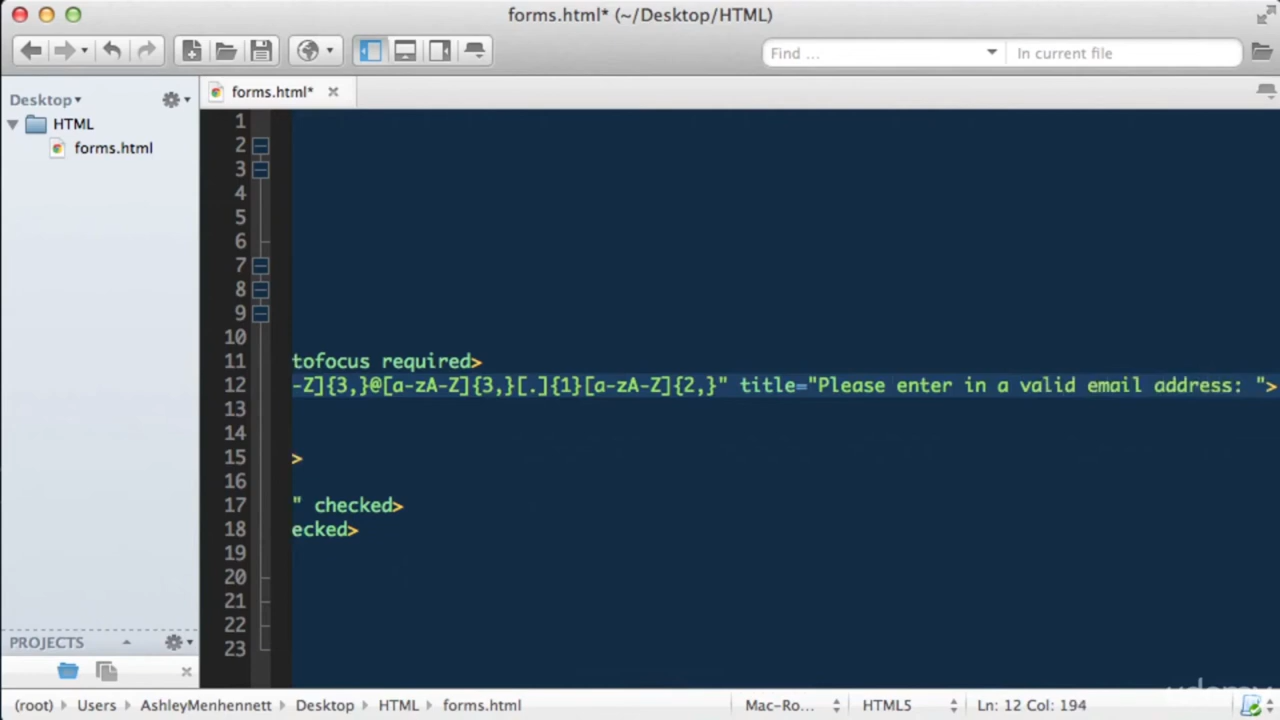 forms.html* (~/Desktop/HTML)
Find ...
In current file
Desktop
forms.html*
HTML
forms.html
1
2
3
4
5
6
7
8
9
10
11 tofocus required>
12 -Z]{3,}@[a-zA-Z]{3,}[.]{1}[a-zA-Z]{2,}" title="Please enter in a valid email address: ">
13
14
15 >
16
17 " checked>
18 ecked>
19
20
21
22
23
PROJECTS
(root) Users AshleyMenhennett Desktop HTML forms.html Mac-Ro... HTML5 Ln: 12 Col: 194